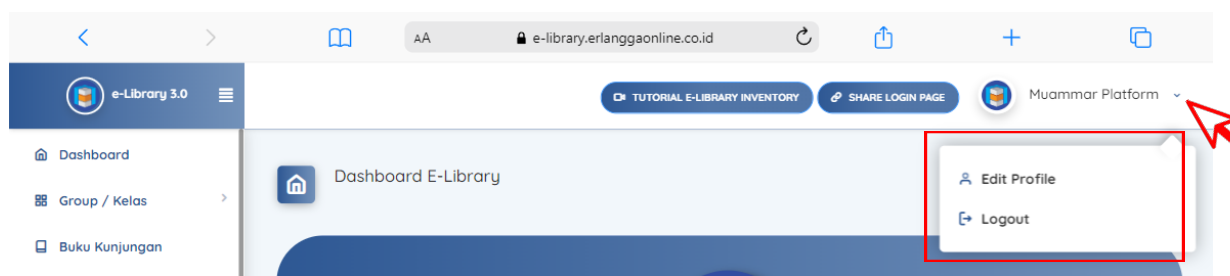 AA e-library.erlanggaonline.co.id
e-Library 3.0
TUTORIAL E-LIBRARY INVENTORY
SHARE LOGIN PAGE
Muammar Platform
Dashboard
Group / Kelas
Buku Kunjungan
Dashboard E-Library
Edit Profile
Logout